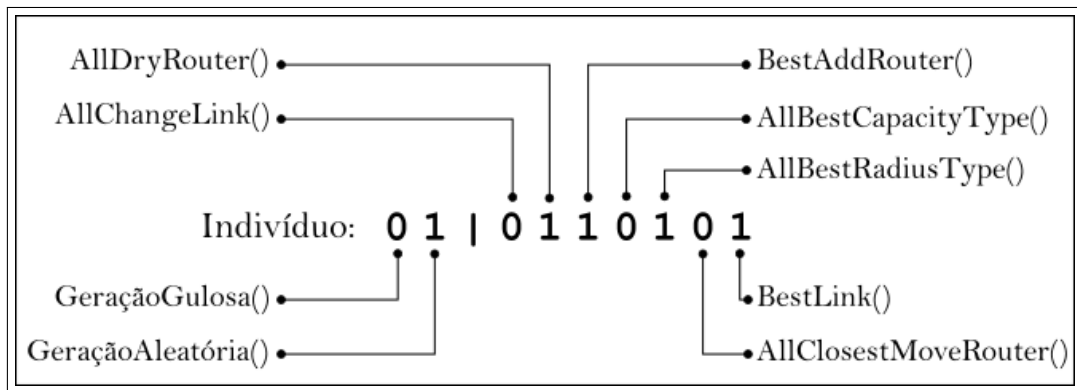 AllDryRouter()
BestAddRouter()
AllChangeLink()
AllBestCapacityType()
AllBestRadiusType()
Indivíduo: 0 1 | 0 1 1 0 1 0 1
GeraçãoGulosa()
BestLink()
GeraçãoAleatória()
AllClosestMoveRouter()